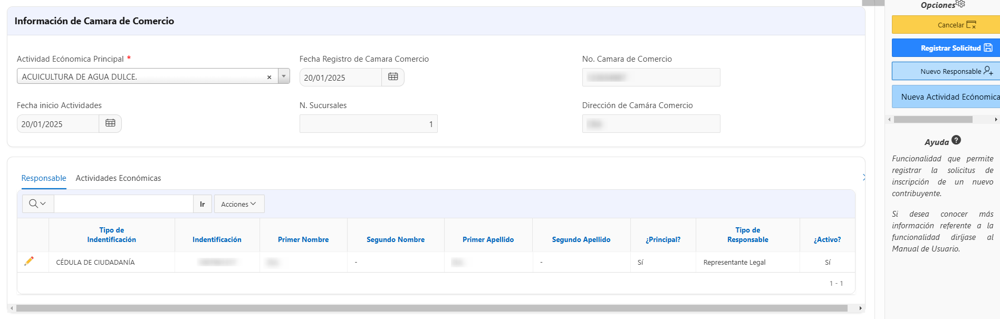 Información de Camara de Comercio
Actividad Ecónomica Principal *
ACUICULTURA DE AGUA DULCE.
Fecha Registro de Camara Comercio
20/01/2025
No. Camara de Comercio
Fecha inicio Actividades
20/01/2025
N. Sucursales
1
Dirección de Camára Comercio
Responsable Actividades Económicas
Ir Acciones
Tipo de Indentificación
Indentificación
Primer Nombre
Segundo Nombre
Primer Apellido
Segundo Apellido
¿Principal?
Tipo de Responsable
¿Activo?
CÉDULA DE CIUDADANÍA - - Sí Representante Legal Sí
1 - 1
Opciones
Cancelar
Registrar Solicitud
Nuevo Responsable
Nueva Actividad Ecónomica
Ayuda
Funcionalidad que permite
registrar la solicitus de
inscripción de un nuevo
contribuyente.
Si desea conocer más
información referente a la
funcionalidad diríjase al
Manual de Usuario.